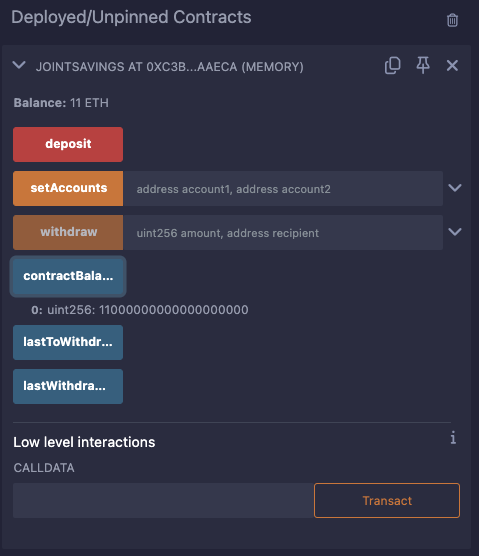 Deployed/Unpinned Contracts
JOINTSAVINGS AT 0XC3B...AAECA (MEMORY)
Balance: 11 ETH
deposit
setAccounts address account1, address account2
withdraw uint256 amount, address recipient
contractBala...
0: uint256: 11000000000000000000
lastToWithdr...
lastWithdra...
Low level interactions
i
CALLDATA
Transact